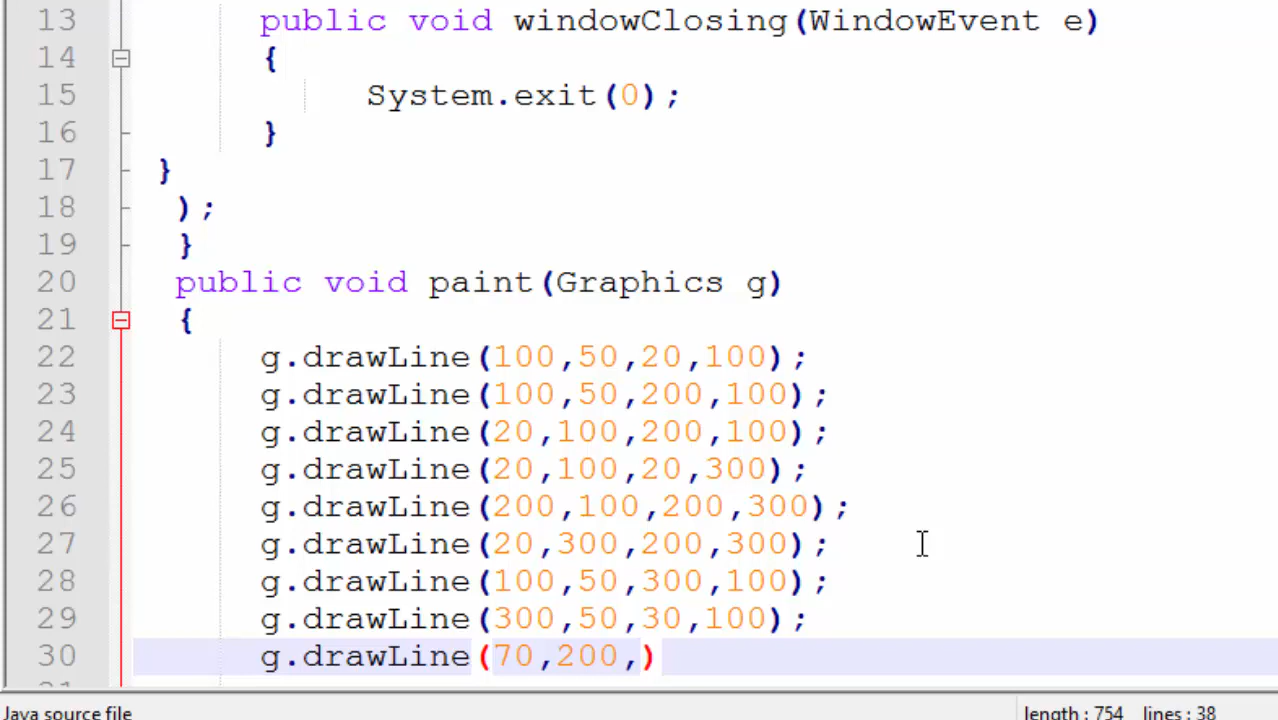 13 public void windowClosing(WindowEvent e)
14 {
15 System.exit(0);
16 }
17 }
18 );
19 }
20 public void paint(Graphics g)
21 {
22 g.drawLine(100,50,20,100);
23 g.drawLine(100,50,200,100);
24 g.drawLine(20,100,200,100);
25 g.drawLine(20,100,20,300);
26 g.drawLine(200,100,200,300);
27 g.drawLine(20,300,200,300);
28 g.drawLine(100,50,300,100);
29 g.drawLine(300,50,30,100);
30 g.drawLine(70,200,)
Java source file length : 754 lines : 38